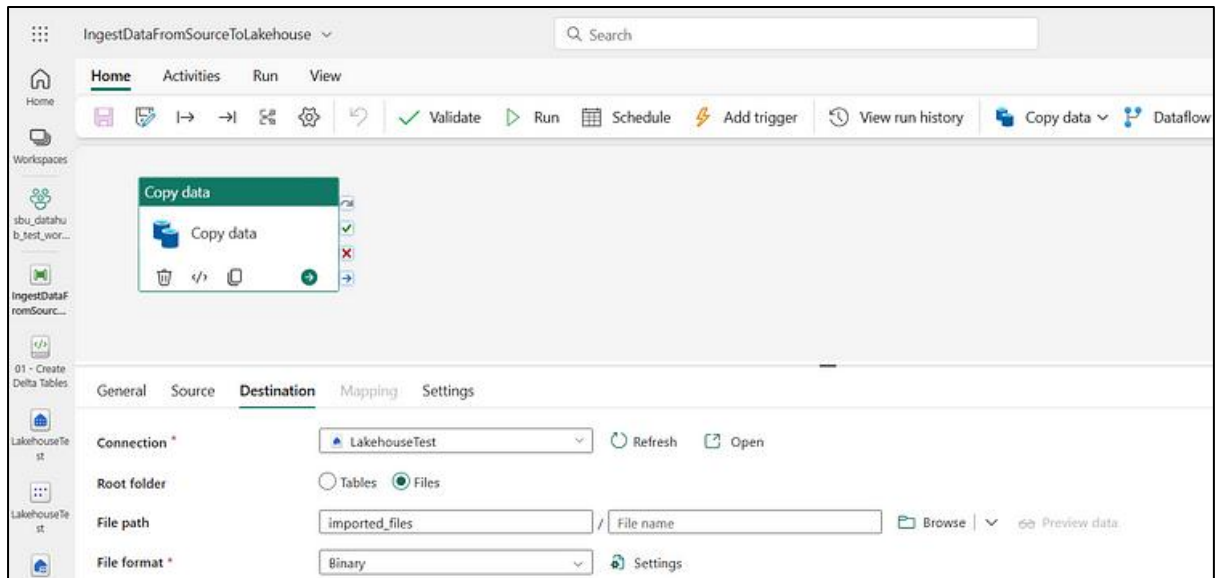 IngestDataFromSourceToLakehouse
Search
Home Activities Run View
Validate Run Schedule Add trigger View run history Copy data Dataflow
Home
Workspaces
sbu_datahu
b_test_wor...
IngestDataF
romSourc...
01 - Create
Delta Tables
LakehouseTe
st
LakehouseTe
st
Copy data
Copy data
General Source Destination Mapping Settings
Connection * LakehouseTest Refresh Open
Root folder Tables Files
File path imported_files / File name Browse Preview data
File format * Binary Settings